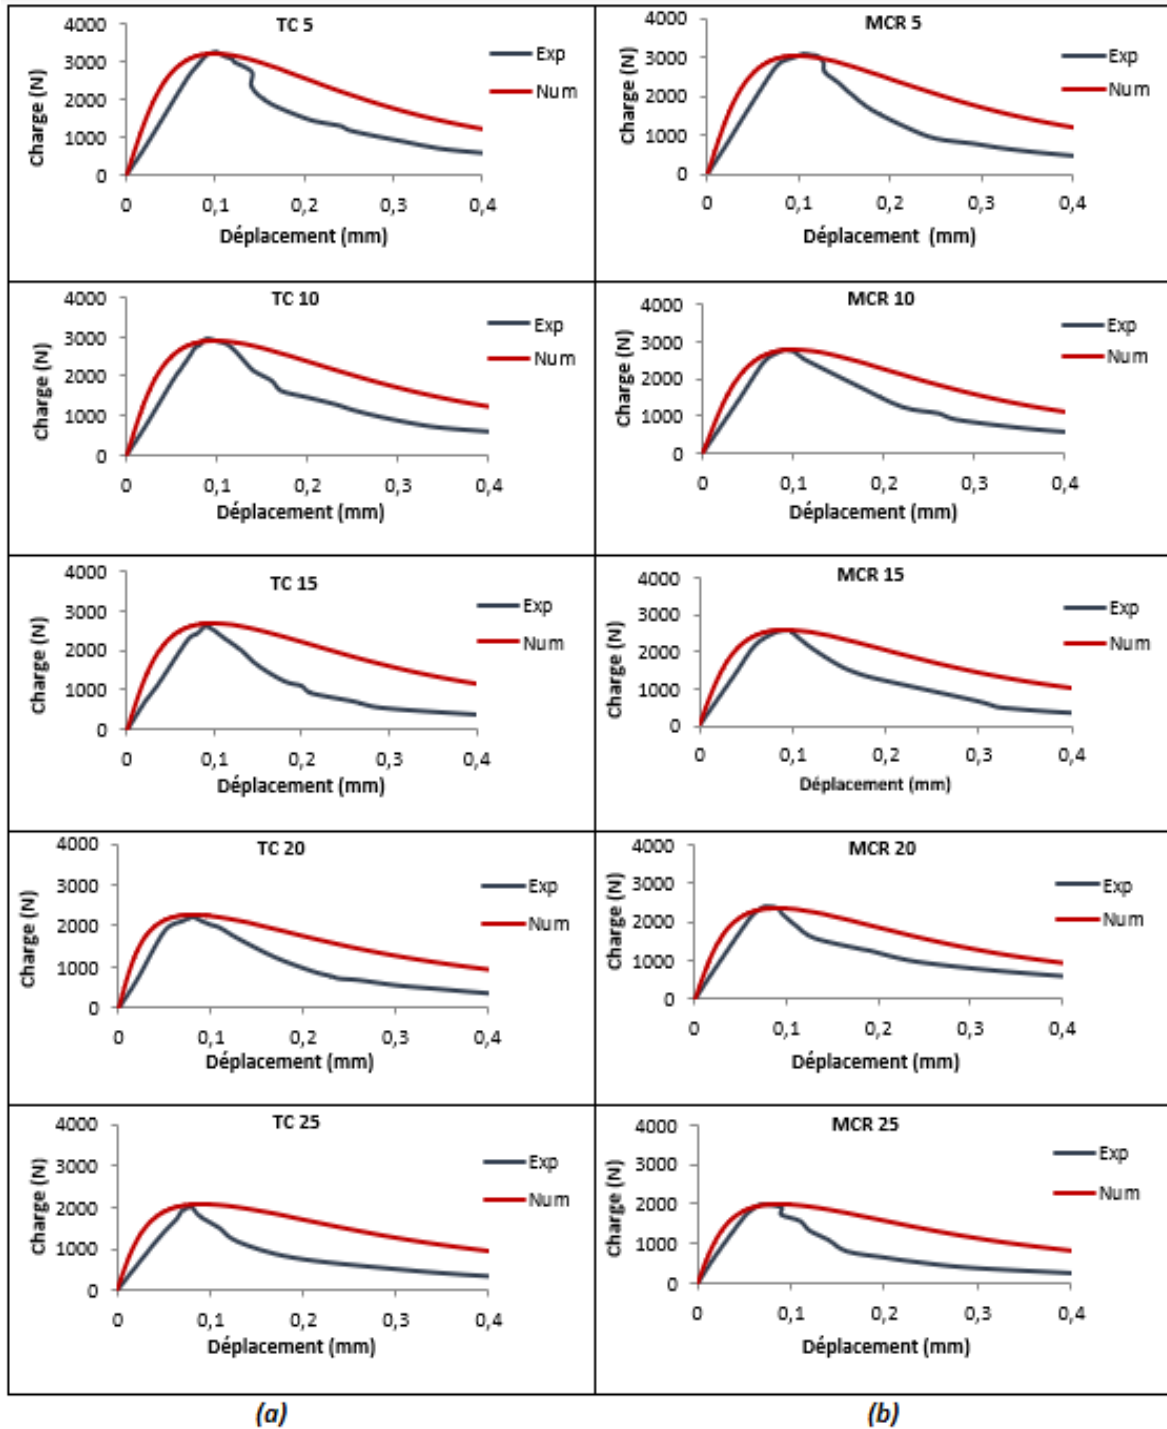 TC 5
4000
3000
2000
1000
0
Charge (N)
Exp
Num
0 0,1 0,2 0,3 0,4
Déplacement (mm)
MCR 5
4000
3000
2000
1000
0
Charge (N)
Exp
Num
0 0,1 0,2 0,3 0,4
Déplacement (mm)
TC 10
4000
3000
2000
1000
0
Charge (N)
Exp
Num
0 0,1 0,2 0,3 0,4
Déplacement (mm)
MCR 10
4000
3000
2000
1000
0
Charge (N)
Exp
Num
0 0,1 0,2 0,3 0,4
Déplacement (mm)
TC 15
4000
3000
2000
1000
0
Charge (N)
Exp
Num
0 0,1 0,2 0,3 0,4
Déplacement (mm)
MCR 15
4000
3000
2000
1000
0
Charge (N)
Exp
Num
0 0,1 0,2 0,3 0,4
Déplacement (mm)
TC 20
4000
3000
2000
1000
0
Charge (N)
Exp
Num
0 0,1 0,2 0,3 0,4
Déplacement (mm)
MCR 20
4000
3000
2000
1000
0
Charge (N)
Exp
Num
0 0,1 0,2 0,3 0,4
Déplacement (mm)
TC 25
4000
3000
2000
1000
0
Charge (N)
Exp
Num
0 0,1 0,2 0,3 0,4
Déplacement (mm)
MCR 25
4000
3000
2000
1000
0
Charge (N)
Exp
Num
0 0,1 0,2 0,3 0,4
Déplacement (mm)
(a)
(b)